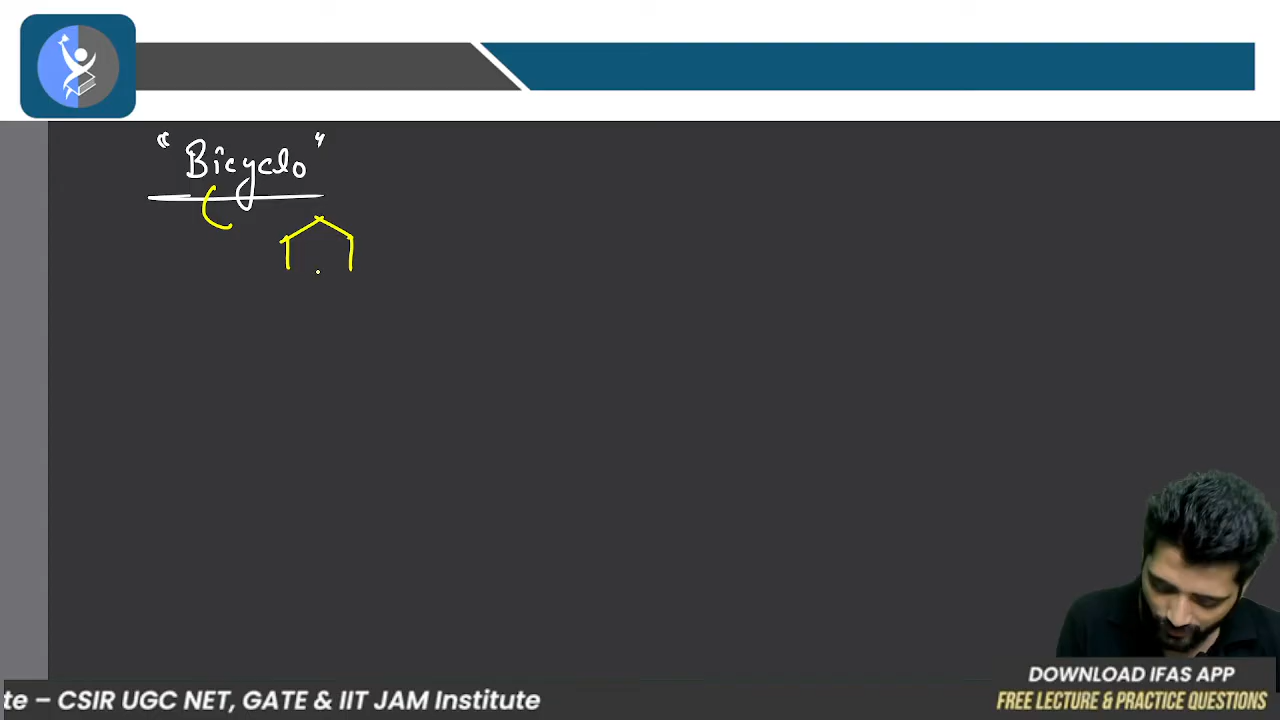 "Bicyclo"
DOWNLOAD IFAS APP
FREE LECTURE & PRACTICE QUESTIONS
te – CSIR UGC NET, GATE & IIT JAM Institute